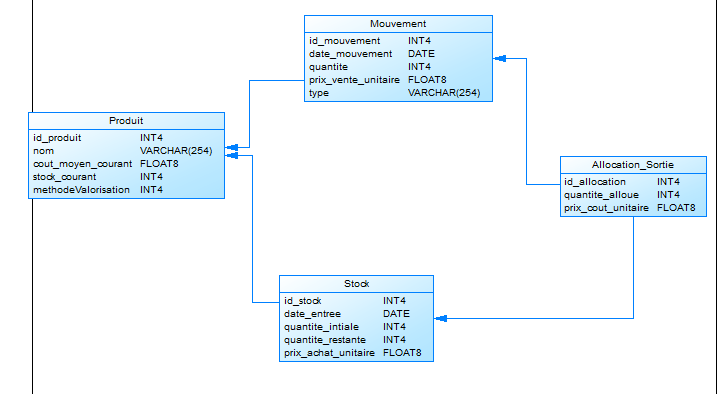 Mouvement
id_mouvement INT4
date_mouvement DATE
quantite INT4
prix_vente_unitaire FLOAT8
type VARCHAR(254)
Produit
id_produit INT4
nom VARCHAR(254)
cout_moyen_courant FLOAT8
stock_courant INT4
methodeValorisation INT4
Allocation_Sortie
id_allocation INT4
quantite_alloue INT4
prix_cout_unitaire FLOAT8
Stock
id_stock INT4
date_entree DATE
quantite_intiale INT4
quantite_restante INT4
prix_achat_unitaire FLOAT8